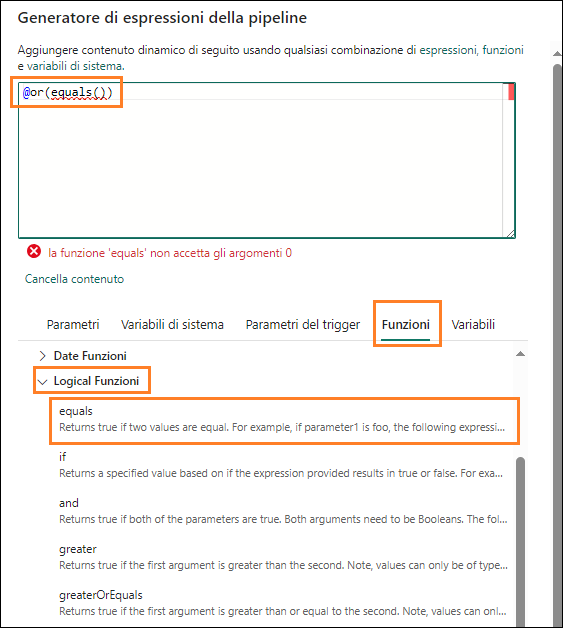 Generatore di espressioni della pipeline
Aggiungere contenuto dinamico di seguito usando qualsiasi combinazione di espressioni, funzioni
e variabili di sistema.
@or(equals())
la funzione 'equals' non accetta gli argomenti 0
Cancella contenuto
Parametri Variabili di sistema Parametri del trigger Funzioni Variabili
Date Funzioni
Logical Funzioni
equals
Returns true if two values are equal. For example, if parameter1 is foo, the following expressi...
if
Returns a specified value based on if the expression provided results in true or false. For exa...
and
Returns true if both of the parameters are true. Both arguments need to be Booleans. The fol...
greater
Returns true if the first argument is greater than the second. Note, values can only be of type...
greaterOrEquals
Returns true if the first argument is greater than or equal to the second. Note, values can onl...